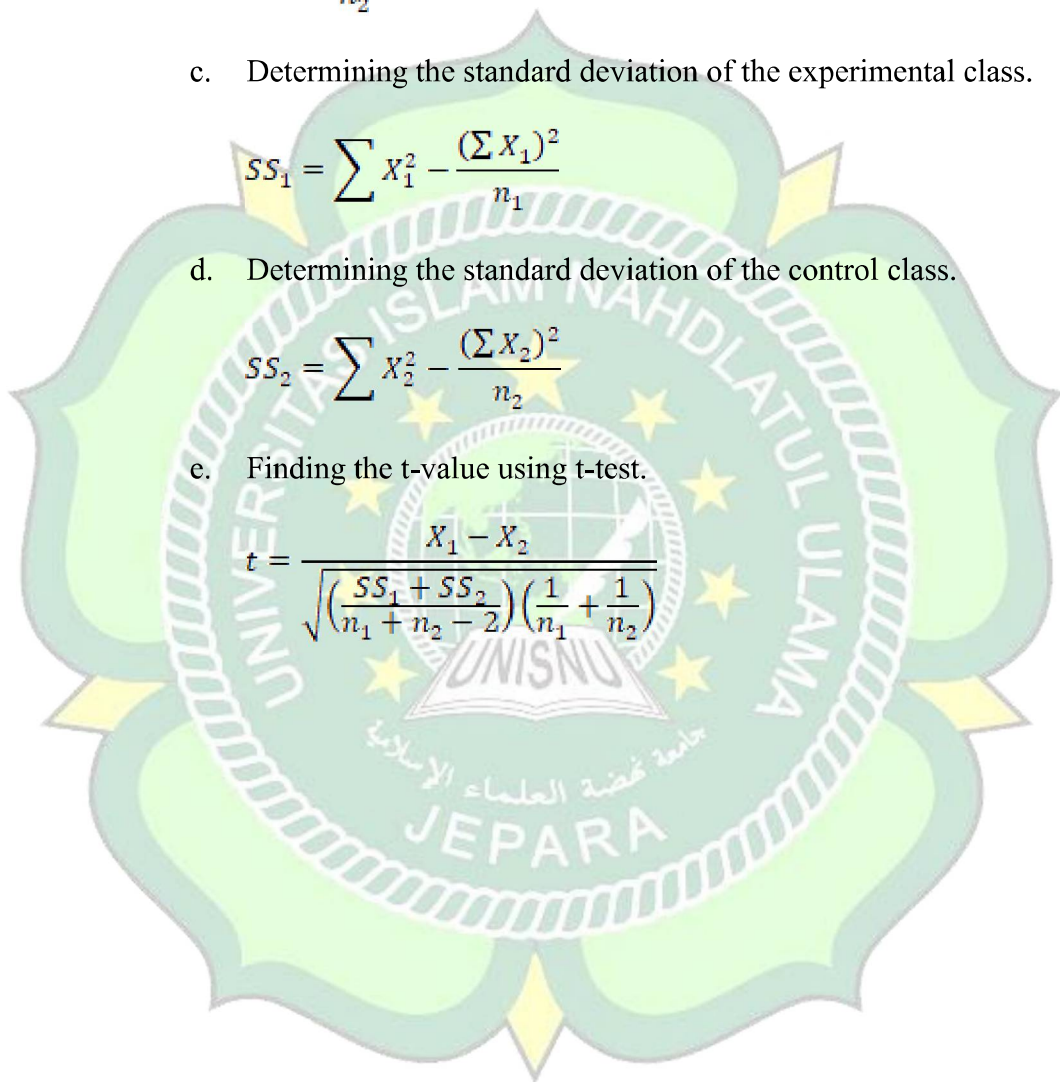 n₂
c. Determining the standard deviation of the experimental class.
SS₁ = ∑ X₁² − (∑ X₁)² / n₁
d. Determining the standard deviation of the control class.
SS₂ = ∑ X₂² − (∑ X₂)² / n₂
e. Finding the t-value using t-test.
t = (X₁ − X₂) / √((SS₁ + SS₂ / n₁ + n₂ − 2)(1/n₁ + 1/n₂))
UNIVERSITAS ISLAM NAHDLATUL ULAMA
UNISNU
جامعة نهضة العلماء الإسلامية
JEPARA